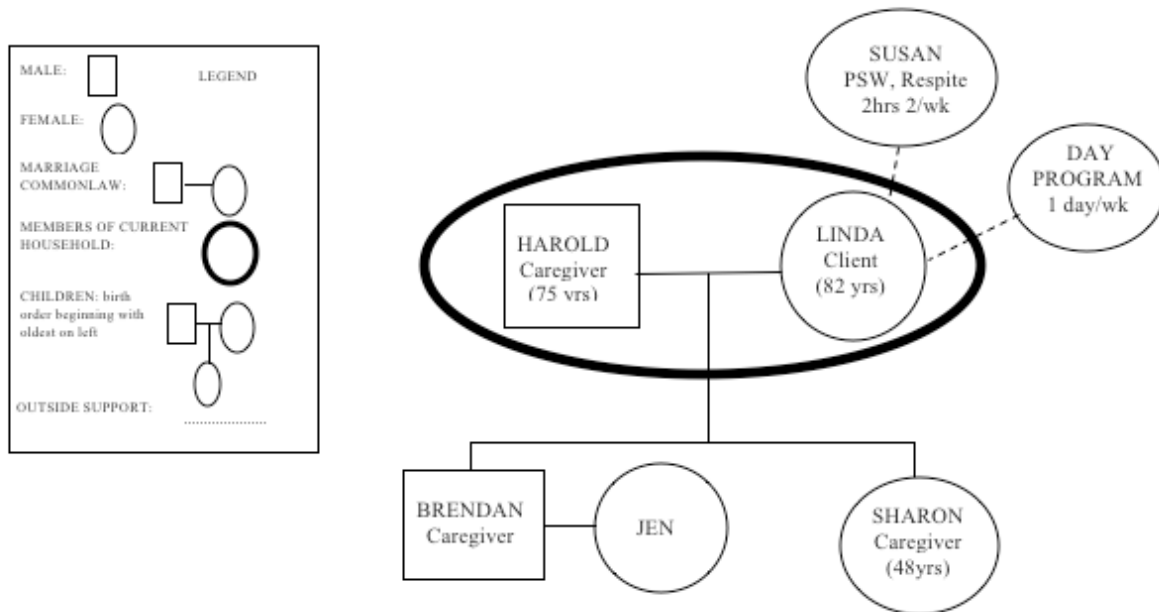 MALE:
LEGEND
FEMALE:
MARRIAGE
COMMONLAW:
MEMBERS OF CURRENT
HOUSEHOLD:
CHILDREN: birth
order beginning with
oldest on left
OUTSIDE SUPPORT:
SUSAN
PSW, Respite
2hrs 2/wk
DAY
PROGRAM
1 day/wk
HAROLD
Caregiver
(75 yrs)
LINDA
Client
(82 yrs)
BRENDAN
Caregiver
JEN
SHARON
Caregiver
(48yrs)